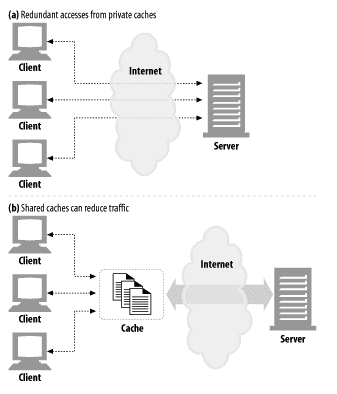 (a) Redundant accesses from private caches
Client
Internet
Client
Server
Client
(b) Shared caches can reduce traffic
Client
Internet
Client
Cache
Server
Client